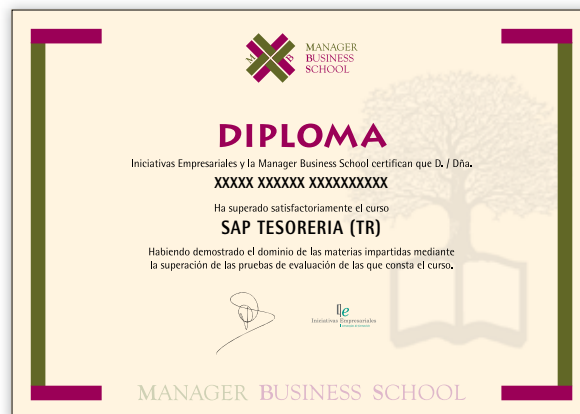 M B
MANAGER
BUSINESS
SCHOOL
DIPLOMA
Iniciativas Empresariales y la Manager Business School certifican que D. / Dña.
XXXXX XXXXXX XXXXXXXXXX
Ha superado satisfactoriamente el curso
SAP TESORERIA (TR)
Habiendo demostrado el dominio de las materias impartidas mediante
la superación de las pruebas de evaluación de las que consta el curso.
Iniciativas Empresariales
MANAGER BUSINESS SCHOOL